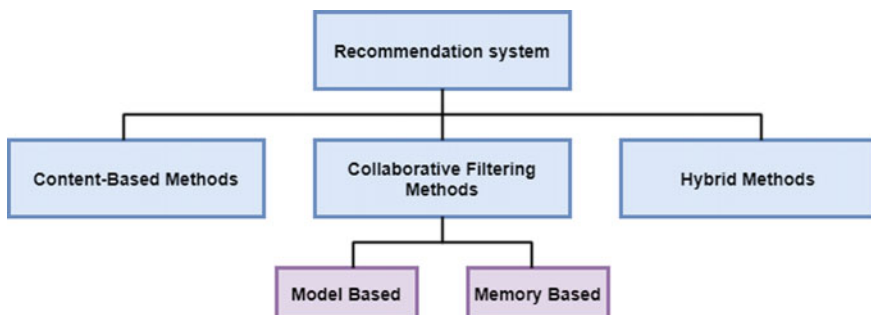 Recommendation system
Content-Based Methods
Collaborative Filtering
Methods
Hybrid Methods
Model Based
Memory Based